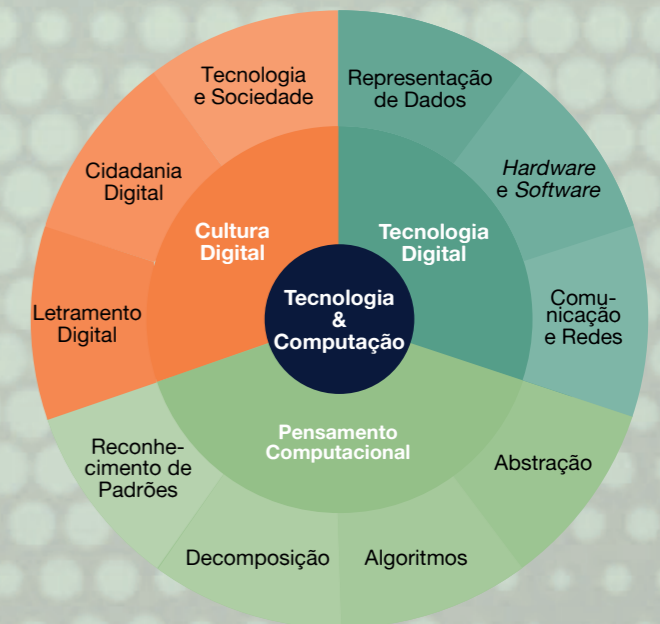 Tecnologia
e Sociedade
Representação
de Dados
Cidadania
Digital
Hardware
e Software
Cultura
Digital
Tecnologia
Digital
Letramento
Digital
Tecnologia
&
Computação
Comu-
nicação
e Redes
Pensamento
Computacional
Reconhe-
cimento de
Padrões
Abstração
Decomposição
Algoritmos